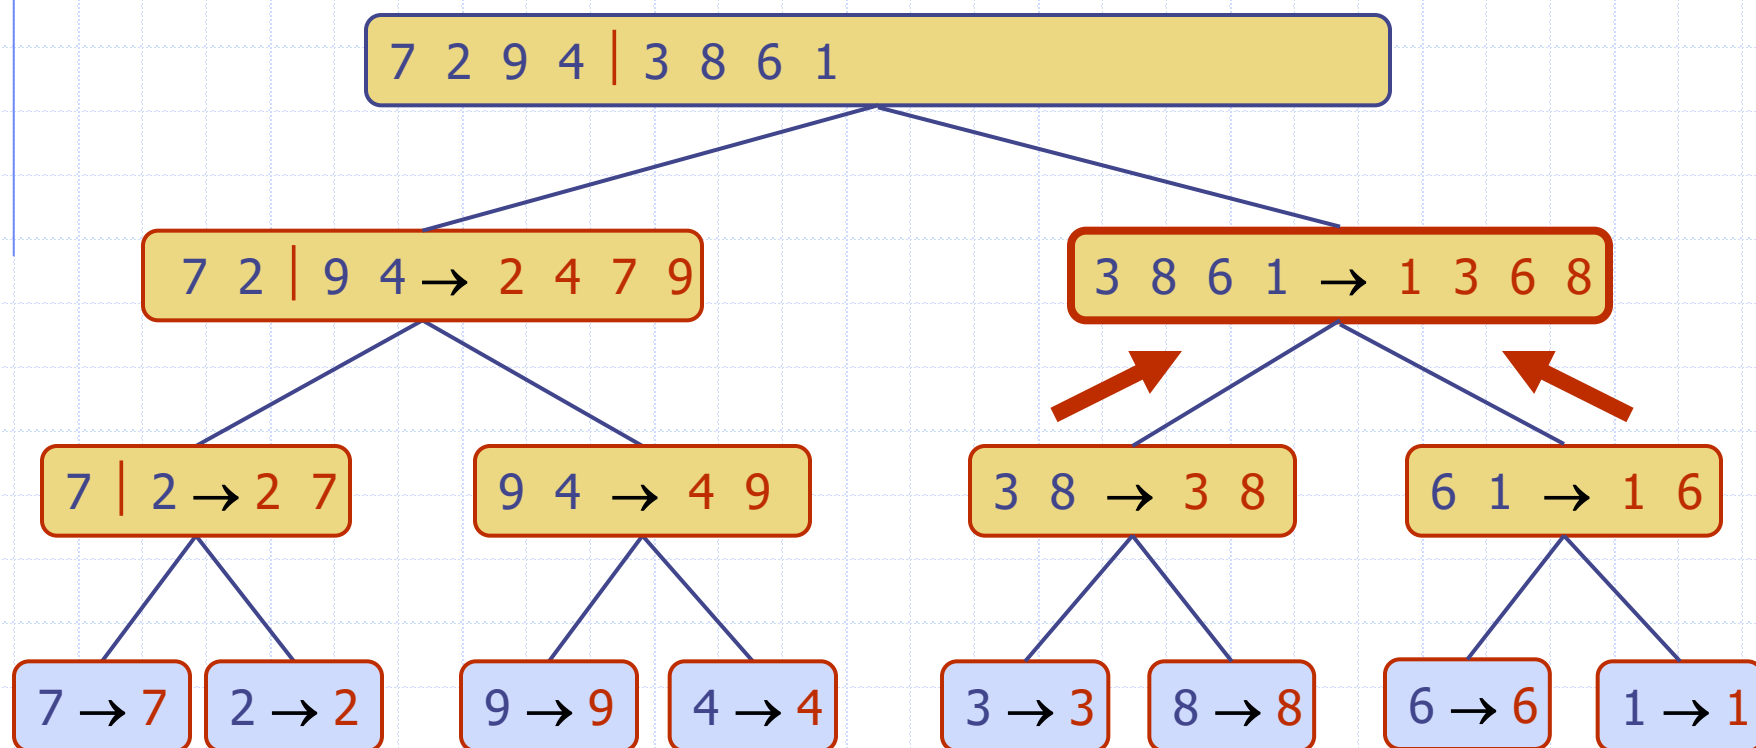 7 2 9 4 | 3 8 6 1
7 2 | 9 4 → 2 4 7 9
3 8 6 1 → 1 3 6 8
7 | 2 → 2 7
9 4 → 4 9
3 8 → 3 8
6 1 → 1 6
7 → 7
2 → 2
9 → 9
4 → 4
3 → 3
8 → 8
6 → 6
1 → 1